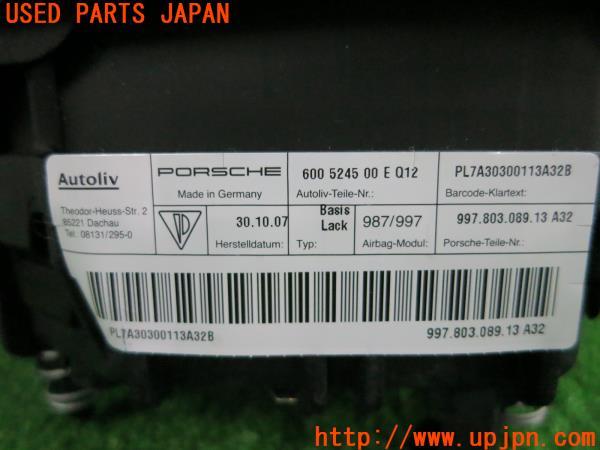 USED PARTS JAPAN
Autoliv
Theodor-Heuss-Str. 2
85221 Dachau
Tel. 08131/295-0
PORSCHE
Made in Germany
600 5245 00 E Q12
Autoliv-Teile-Nr.:
PL7A30300113A32B
Barcode-Klartext:
30.10.07
Herstelldatum:
Basis
Lack
Typ:
987/997
Airbag-Modul:
997.803.089.13 A32
Porsche-Teile-Nr.:
PL7A30300113A32B
997.803.089.13 A32
http://www.upjpn.com/